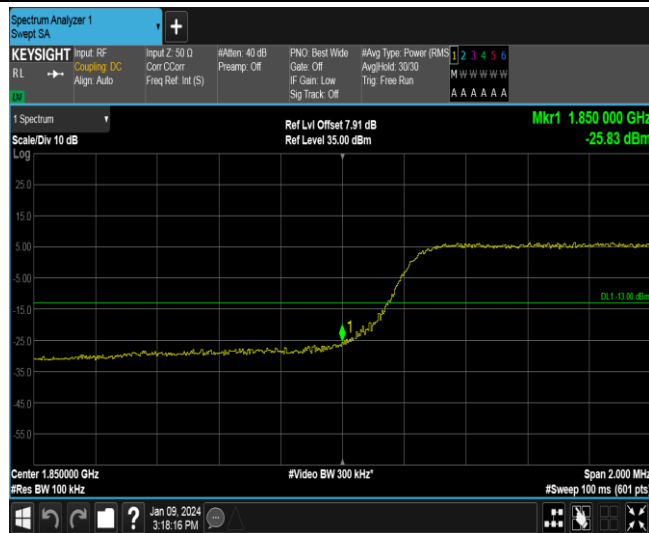 Spectrum Analyzer 1
Swept SA
+
KEYSIGHT
RL
Input: RF
Coupling: DC
Align: Auto
Input Z: 50 Ω
Corr CCorr
Freq Ref: Int (S)
#Atten: 40 dB
Preamp: Off
PNO: Best Wide
Gate: Off
IF Gain: Low
Sig Track: Off
#Avg Type: Power (RMS
Avg|Hold: 30/30
Trig: Free Run
1 2 3 4 5 6
M W W W W W
A A A A A A
1 Spectrum
Scale/Div 10 dB
Log
Ref Lvl Offset 7.91 dB
Ref Level 35.00 dBm
Mkr1 1.850 000 GHz
-25.83 dBm
25.0
15.0
5.00
-5.00
DL1 -13.00 dBm
-15.0
1
-25.0
-35.0
-45.0
-55.0
Center 1.850000 GHz
#Res BW 100 kHz
#Video BW 300 kHz*
Span 2.000 MHz
#Sweep 100 ms (601 pts)
?
Jan 09, 2024
3:18:16 PM